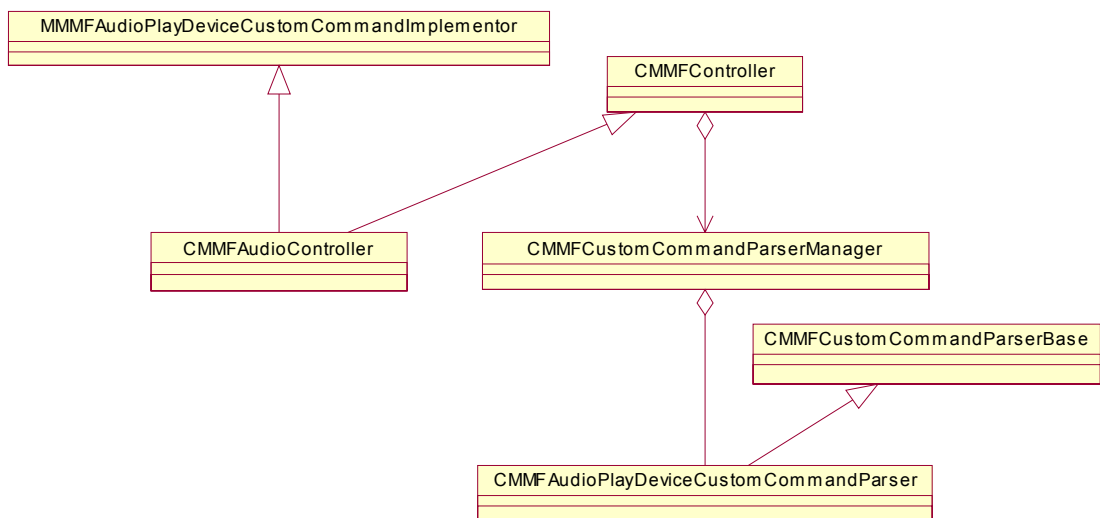 MMMFAudioPlayDeviceCustomCommandImplementor
CMMFController
CMMFAudioController
CMMFCustomCommandParserManager
CMMFCustomCommandParserBase
CMMFAudioPlayDeviceCustomCommandParser